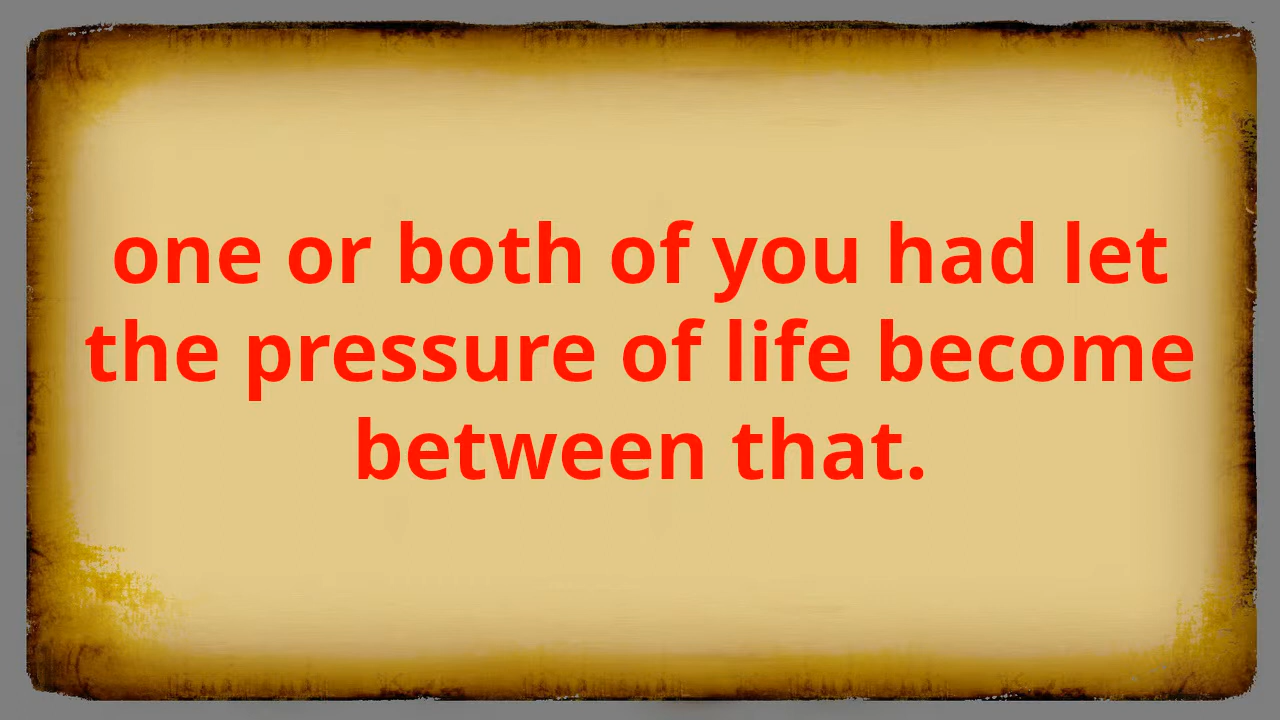 one or both of you had let
the pressure of life become
between that.